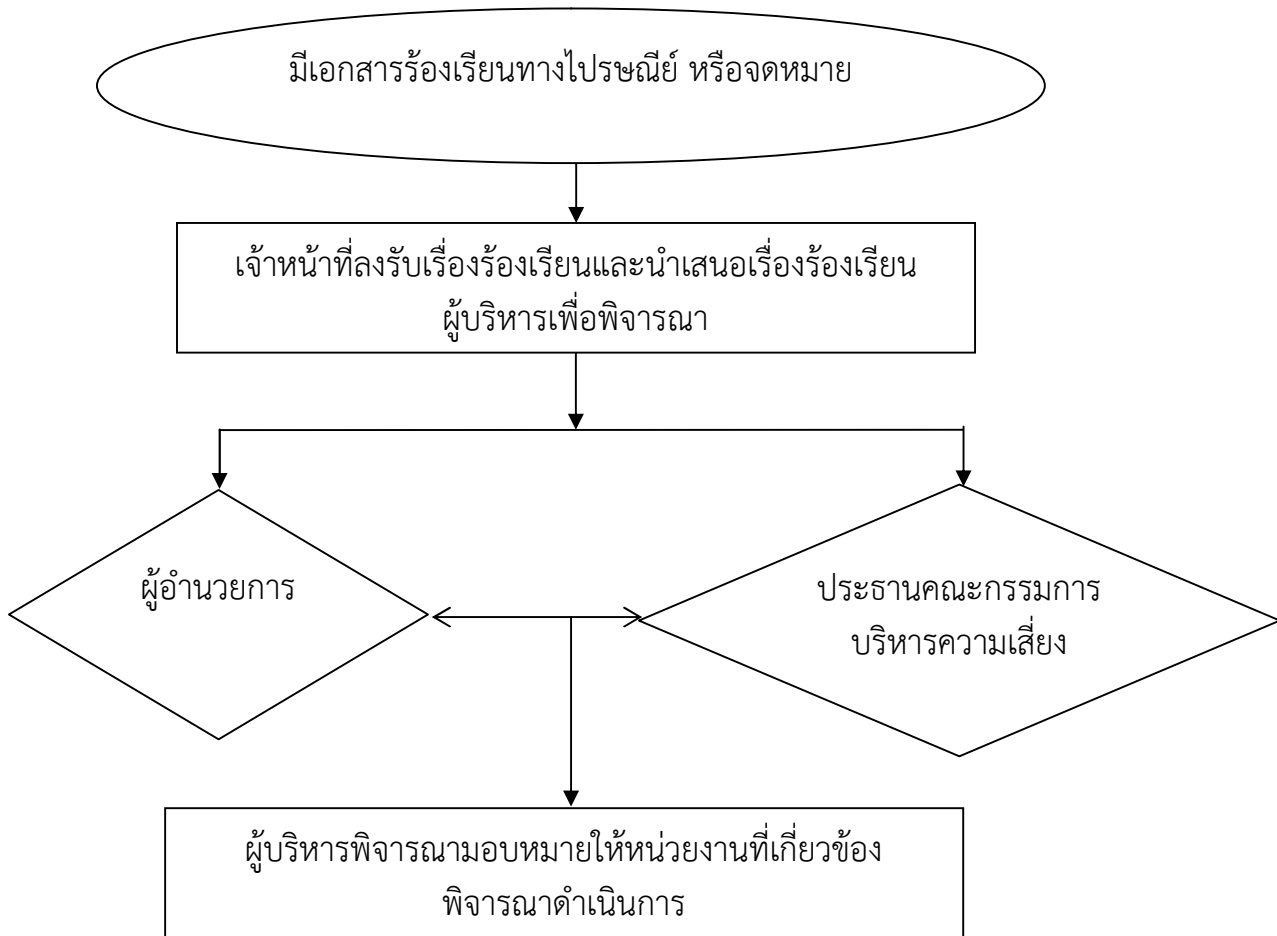 มีเอกสารร้องเรียนทางไปรษณีย์ หรือจดหมาย
เจ้าหน้าที่ลงรับเรื่องร้องเรียนและนำเสนอเรื่องร้องเรียน
ผู้บริหารเพื่อพิจารณา
ผู้อำนวยการ
ประธานคณะกรรมการ
บริหารความเสี่ยง
ผู้บริหารพิจารณามอบหมายให้หน่วยงานที่เกี่ยวข้อง
พิจารณาดำเนินการ